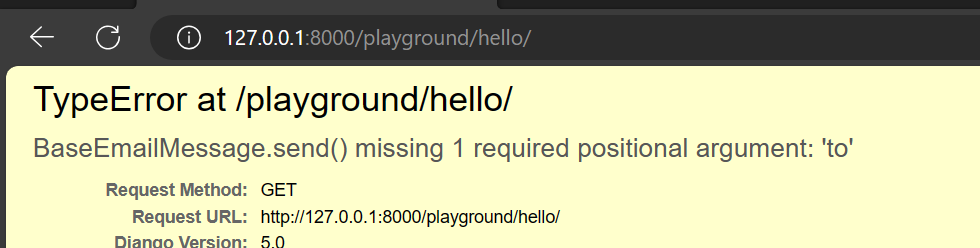 127.0.0.1:8000/playground/hello/
TypeError at /playground/hello/
BaseEmailMessage.send() missing 1 required positional argument: 'to'
Request Method: GET
Request URL: http://127.0.0.1:8000/playground/hello/
Django Version: 5.0